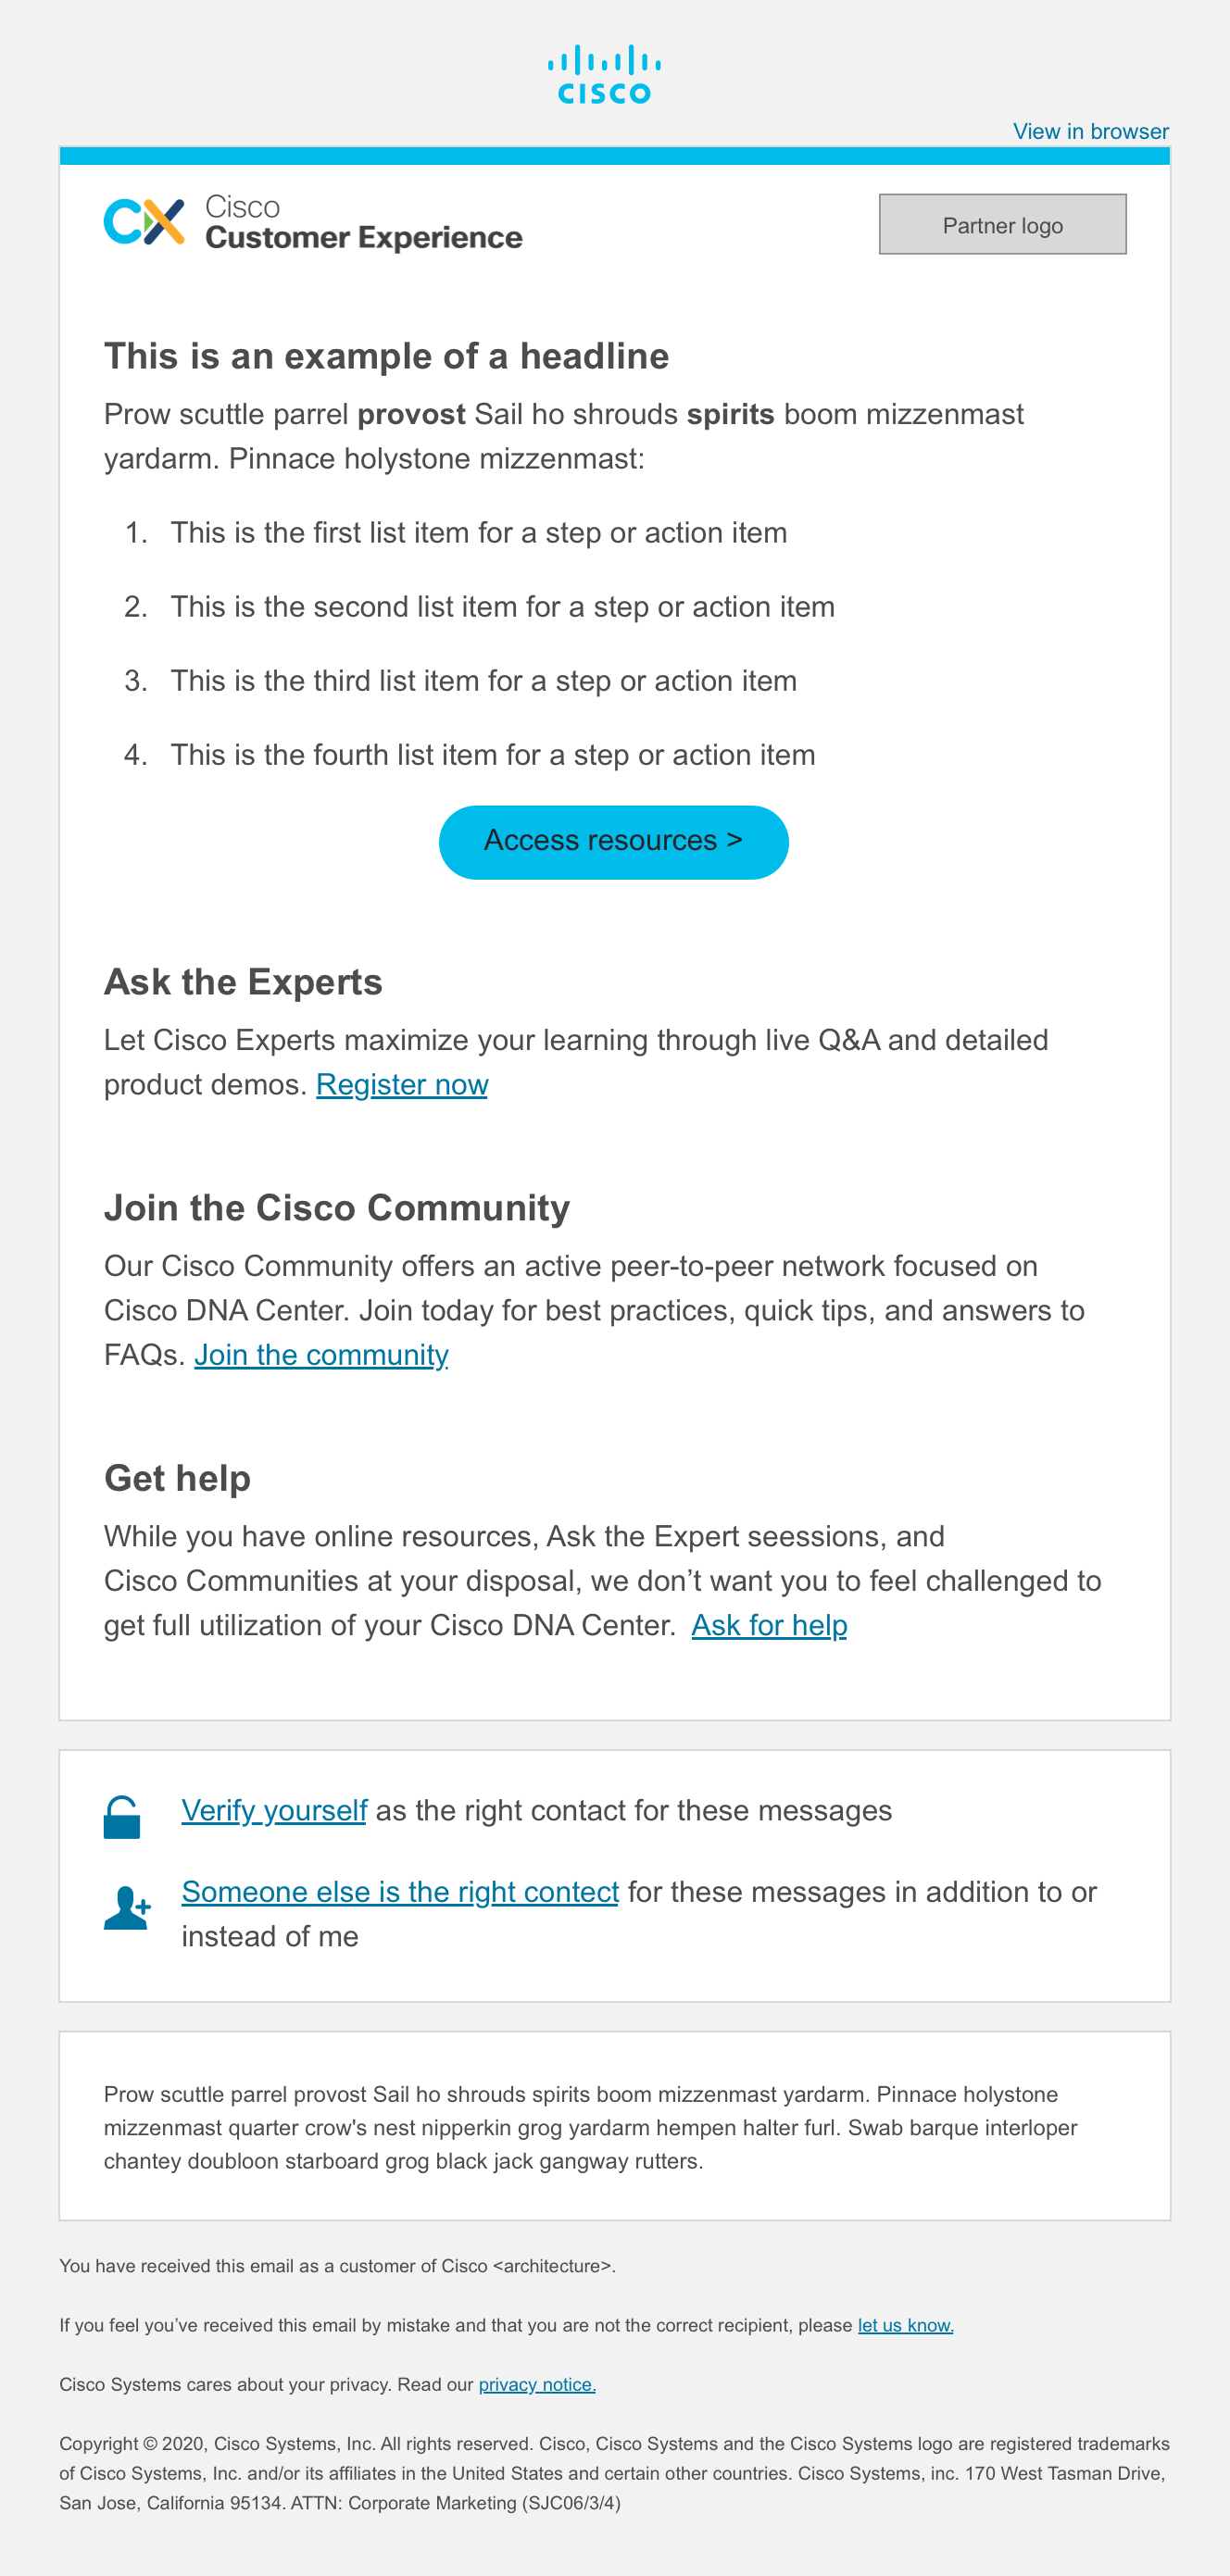 CISCO
View in browser
CX Cisco
Customer Experience
Partner logo
This is an example of a headline
Prow scuttle parrel provost Sail ho shrouds spirits boom mizzenmast
yardarm. Pinnace holystone mizzenmast:
1. This is the first list item for a step or action item
2. This is the second list item for a step or action item
3. This is the third list item for a step or action item
4. This is the fourth list item for a step or action item
Access resources >
Ask the Experts
Let Cisco Experts maximize your learning through live Q&A and detailed
product demos. Register now
Join the Cisco Community
Our Cisco Community offers an active peer-to-peer network focused on
Cisco DNA Center. Join today for best practices, quick tips, and answers to
FAQs. Join the community
Get help
While you have online resources, Ask the Expert seessions, and
Cisco Communities at your disposal, we don’t want you to feel challenged to
get full utilization of your Cisco DNA Center. Ask for help
Verify yourself as the right contact for these messages
Someone else is the right contect for these messages in addition to or
instead of me
Prow scuttle parrel provost Sail ho shrouds spirits boom mizzenmast yardarm. Pinnace holystone
mizzenmast quarter crow's nest nipperkin grog yardarm hempen halter furl. Swab barque interloper
chantey doubloon starboard grog black jack gangway rutters.
You have received this email as a customer of Cisco <architecture>.
If you feel you’ve received this email by mistake and that you are not the correct recipient, please let us know.
Cisco Systems cares about your privacy. Read our privacy notice.
Copyright © 2020, Cisco Systems, Inc. All rights reserved. Cisco, Cisco Systems and the Cisco Systems logo are registered trademarks
of Cisco Systems, Inc. and/or its affiliates in the United States and certain other countries. Cisco Systems, inc. 170 West Tasman Drive,
San Jose, California 95134. ATTN: Corporate Marketing (SJC06/3/4)